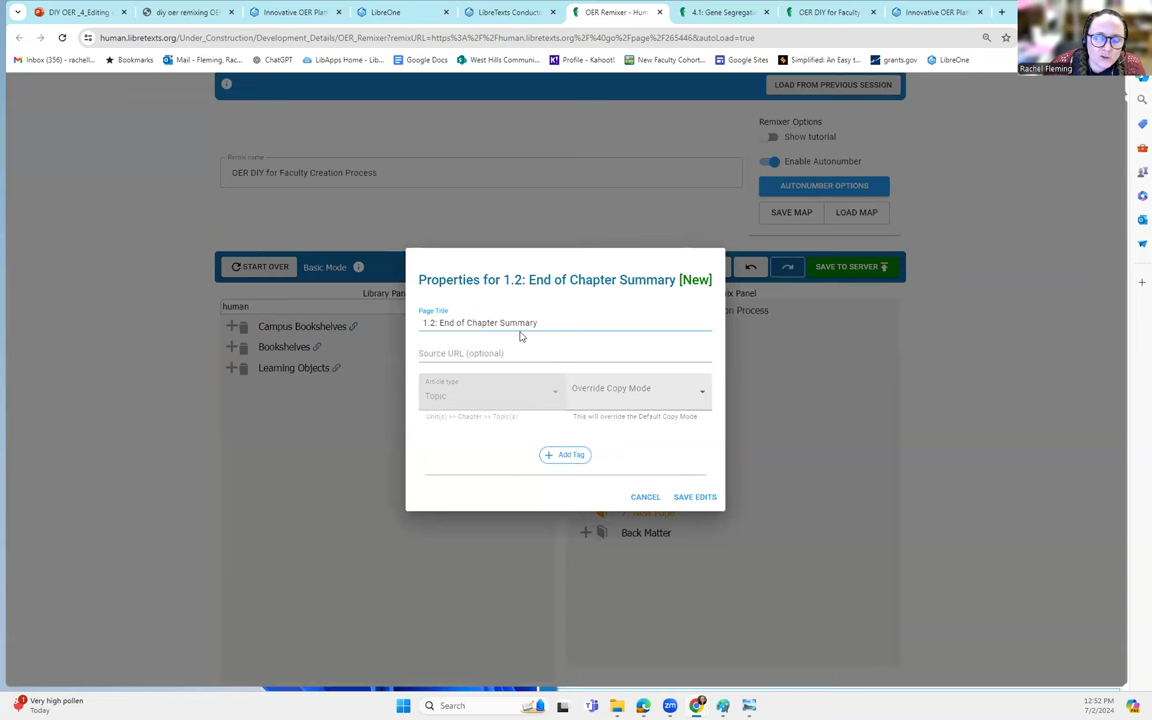 DIY OER _4_Editing
diy oer remixing OE
Innovative OER Plat
LibreOne
LibreTexts Conduct
OER Remixer - Hum
4.1: Gene Segregati
OER DIY for Faculty
Innovative OER Plat
human.libretexts.org/Under_Construction/Development_Details/OER_Remixer?remixURL=https%3A%2F%2Fhuman.libretexts.org%2F%40go%2Fpage%2F265446&autoLoad=true
Inbox (356) - rachell...
Bookmarks
Mail - Fleming, Rac...
ChatGPT
LibApps Home - Lib...
Google Docs
West Hills Communi...
Profile - Kahoot!
New Faculty Cohort...
Google Sites
Simplified: An Easy t...
grants.gov
LibreOne
Rachel Fleming
LOAD FROM PREVIOUS SESSION
Remixer Options
Show tutorial
Remix name
OER DIY for Faculty Creation Process
Enable Autonumber
AUTONUMBER OPTIONS
SAVE MAP
LOAD MAP
START OVER
Basic Mode
SAVE TO SERVER
Library Pan
ix Panel
human
on Process
Campus Bookshelves
Bookshelves
Learning Objects
Properties for 1.2: End of Chapter Summary [New]
Page Title
1.2: End of Chapter Summary
Source URL (optional)
Article type
Topic
Override Copy Mode
Unit(s) >> Chapter >> Topic(s)
This will override the Default Copy Mode
Add Tag
CANCEL
SAVE EDITS
7: New Page
Back Matter
Very high pollen
Today
Search
12:52 PM
7/2/2024